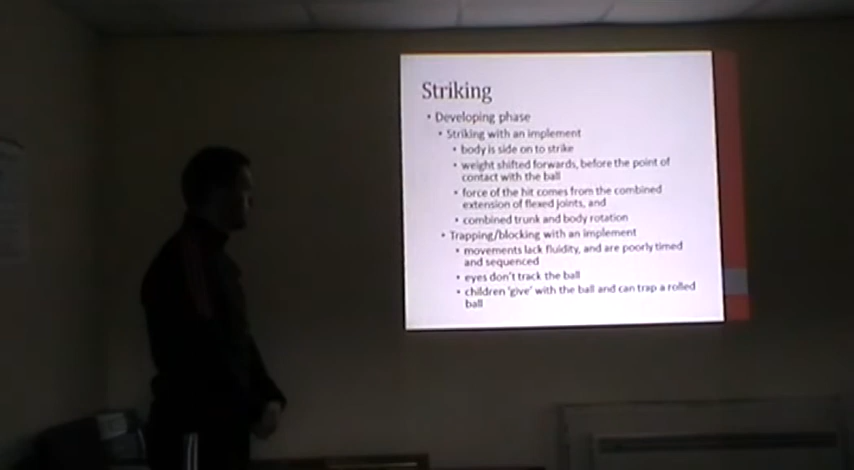 Striking
• Developing phase
• Striking with an implement
• body is side on to strike
• weight shifted forwards, before the point of
contact with the ball
• force of the hit comes from the combined
extension of flexed joints, and
• combined trunk and body rotation
• Trapping/blocking with an implement
• movements lack fluidity, and are poorly timed
and sequenced
• eyes don't track the ball
• children 'give' with the ball and can trap a rolled
ball